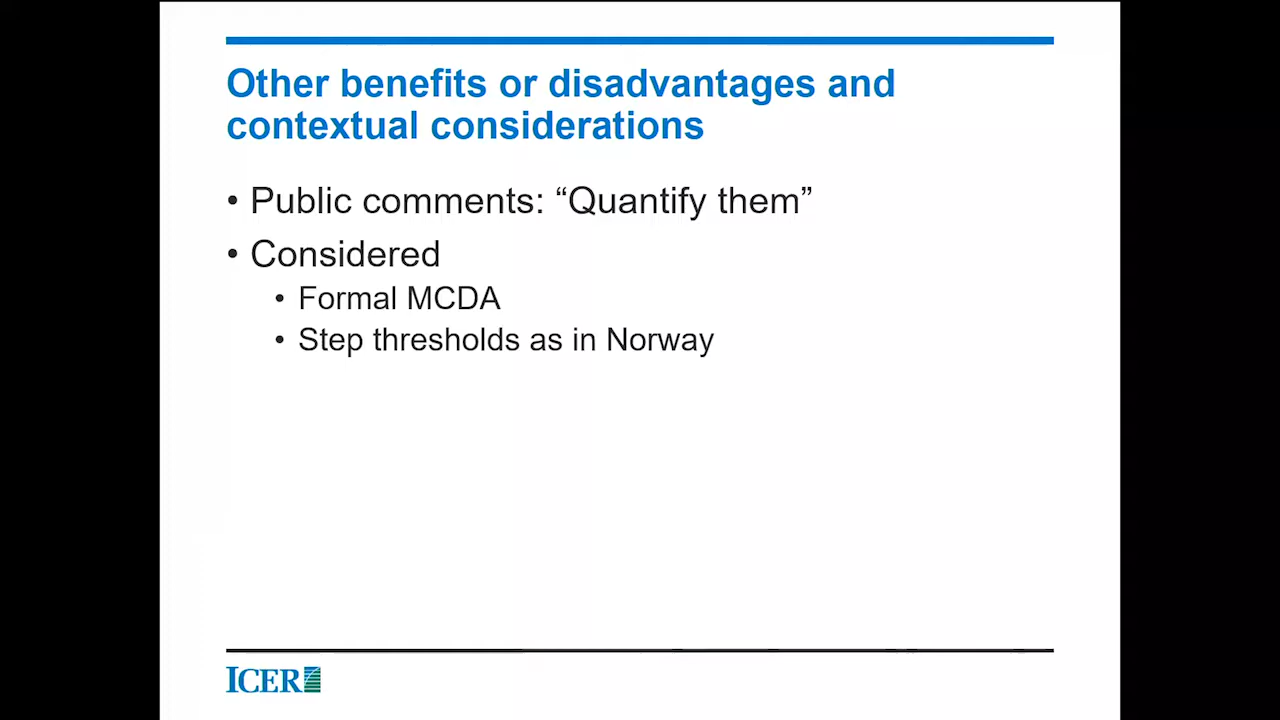 Other benefits or disadvantages and
contextual considerations
• Public comments: “Quantify them”
• Considered
• Formal MCDA
• Step thresholds as in Norway
ICER